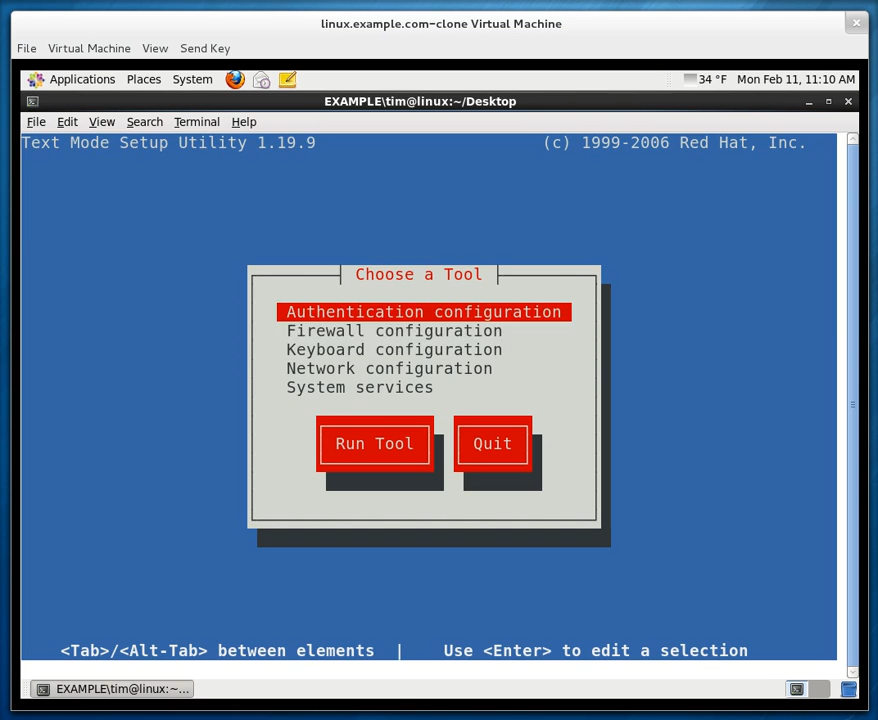 linux.example.com-clone Virtual Machine
File Virtual Machine View Send Key
Applications Places System 34 °F Mon Feb 11, 11:10 AM
EXAMPLE\tim@linux:~/Desktop
File Edit View Search Terminal Help
Text Mode Setup Utility 1.19.9 (c) 1999-2006 Red Hat, Inc.
Choose a Tool
Authentication configuration
Firewall configuration
Keyboard configuration
Network configuration
System services
Run Tool Quit
<Tab>/<Alt-Tab> between elements | Use <Enter> to edit a selection
EXAMPLE\tim@linux:~...